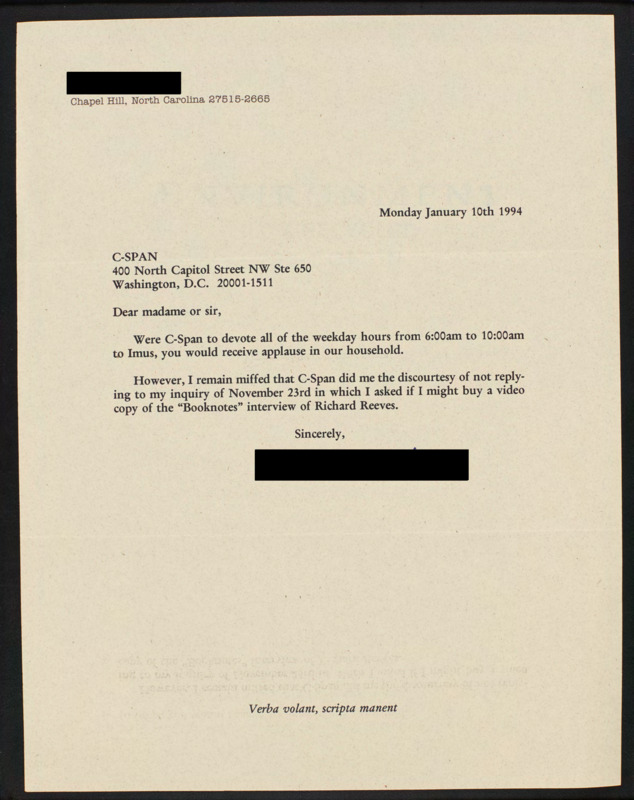 Chapel Hill, North Carolina 27515-2665
Monday January 10th 1994
C-SPAN
400 North Capitol Street NW Ste 650
Washington, D.C. 20001-1511
Dear madame or sir,
Were C-Span to devote all of the weekday hours from 6:00am to 10:00am
to Imus, you would receive applause in our household.
However, I remain miffed that C-Span did me the discourtesy of not reply-
ing to my inquiry of November 23rd in which I asked if I might buy a video
copy of the “Booknotes” interview of Richard Reeves.
Sincerely,
Verba volant, scripta manent